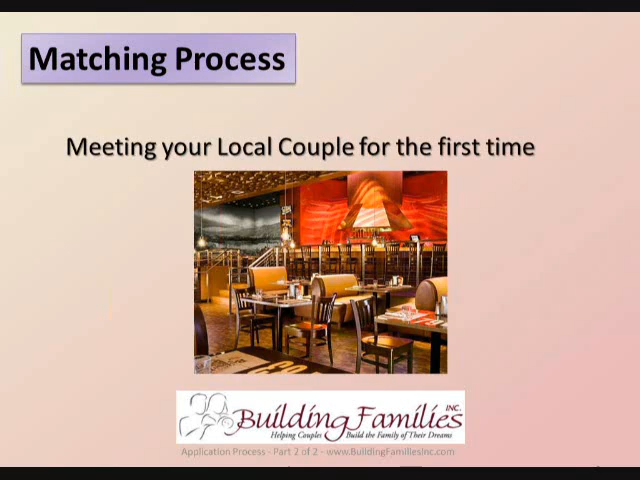 Matching Process
Meeting your Local Couple for the first time
Building Families INC.
Helping Couples Build the Family of Their Dreams
Application Process - Part 2 of 2 - www.BuildingFamiliesInc.com